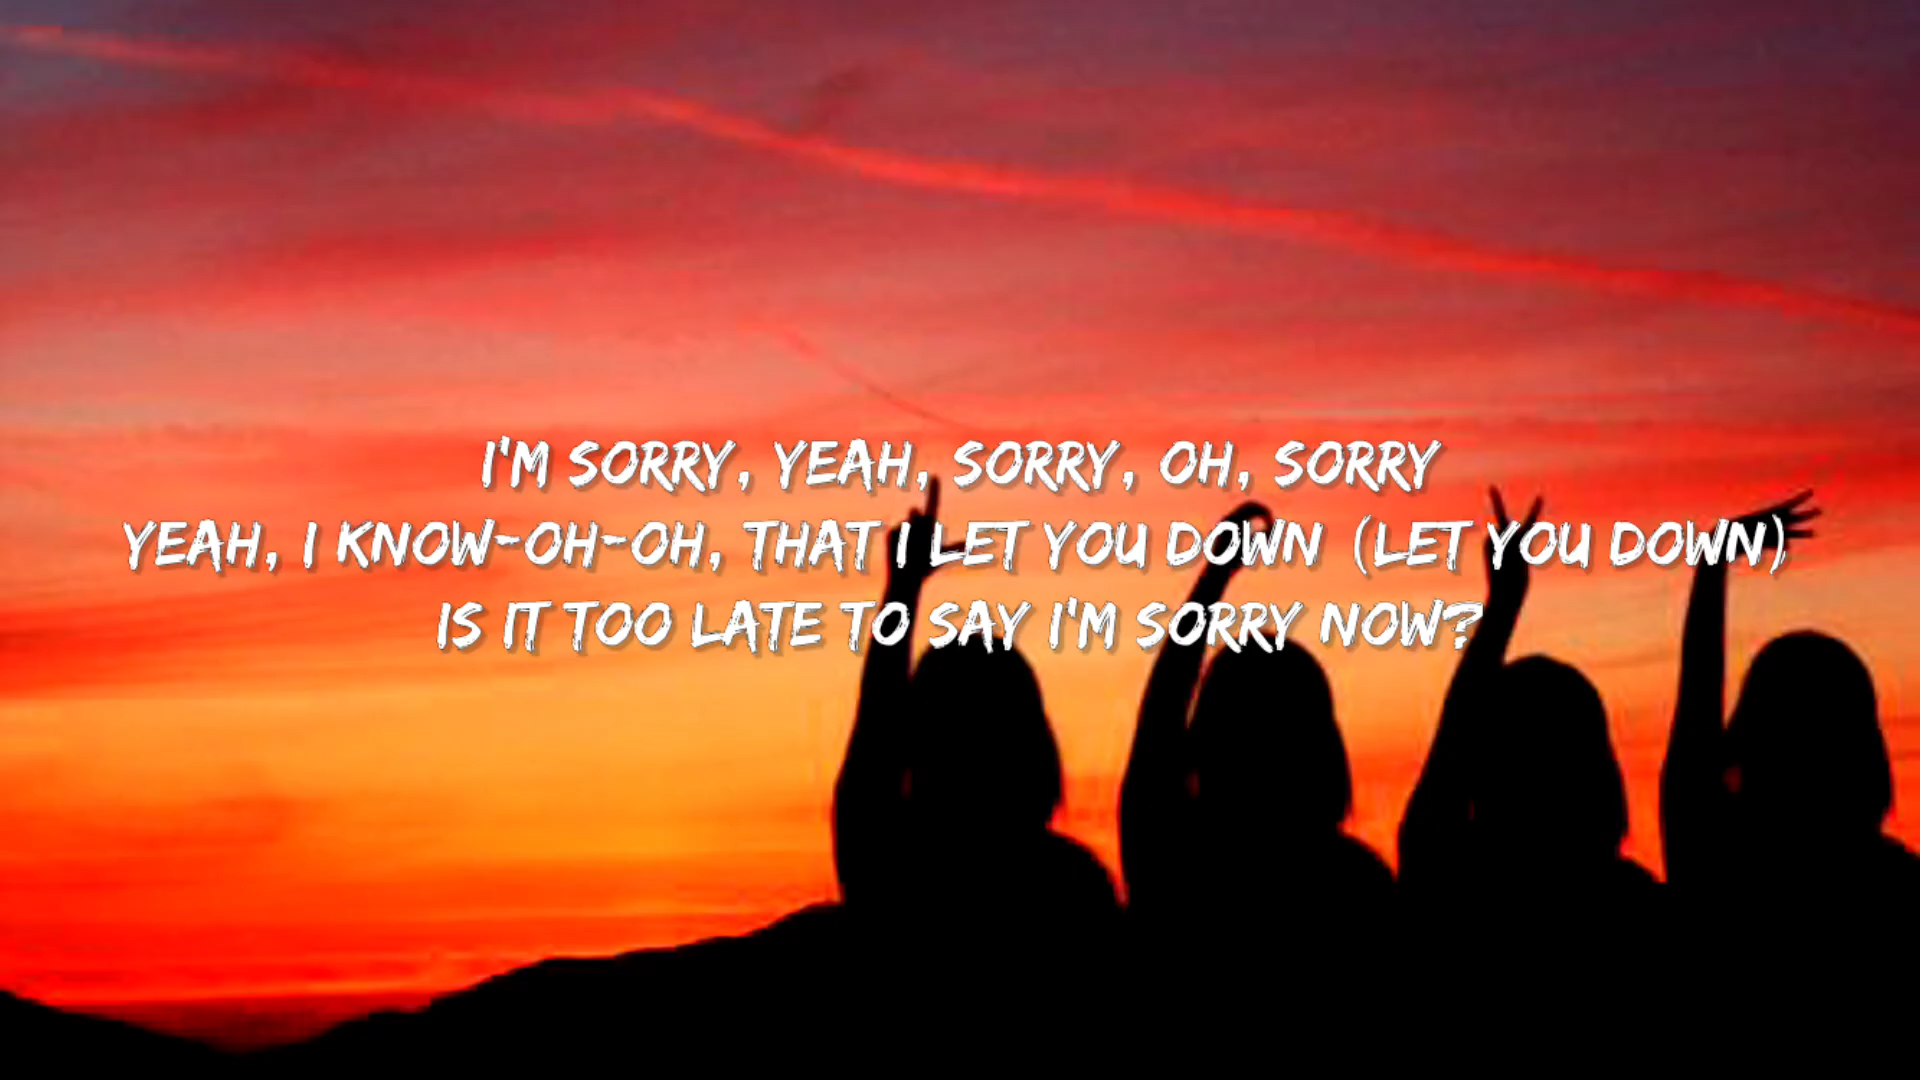 I'M SORRY, YEAH, SORRY, OH, SORRY
YEAH, I KNOW-OH-OH, THAT I LET YOU DOWN (LET YOU DOWN)
IS IT TOO LATE TO SAY I'M SORRY NOW?